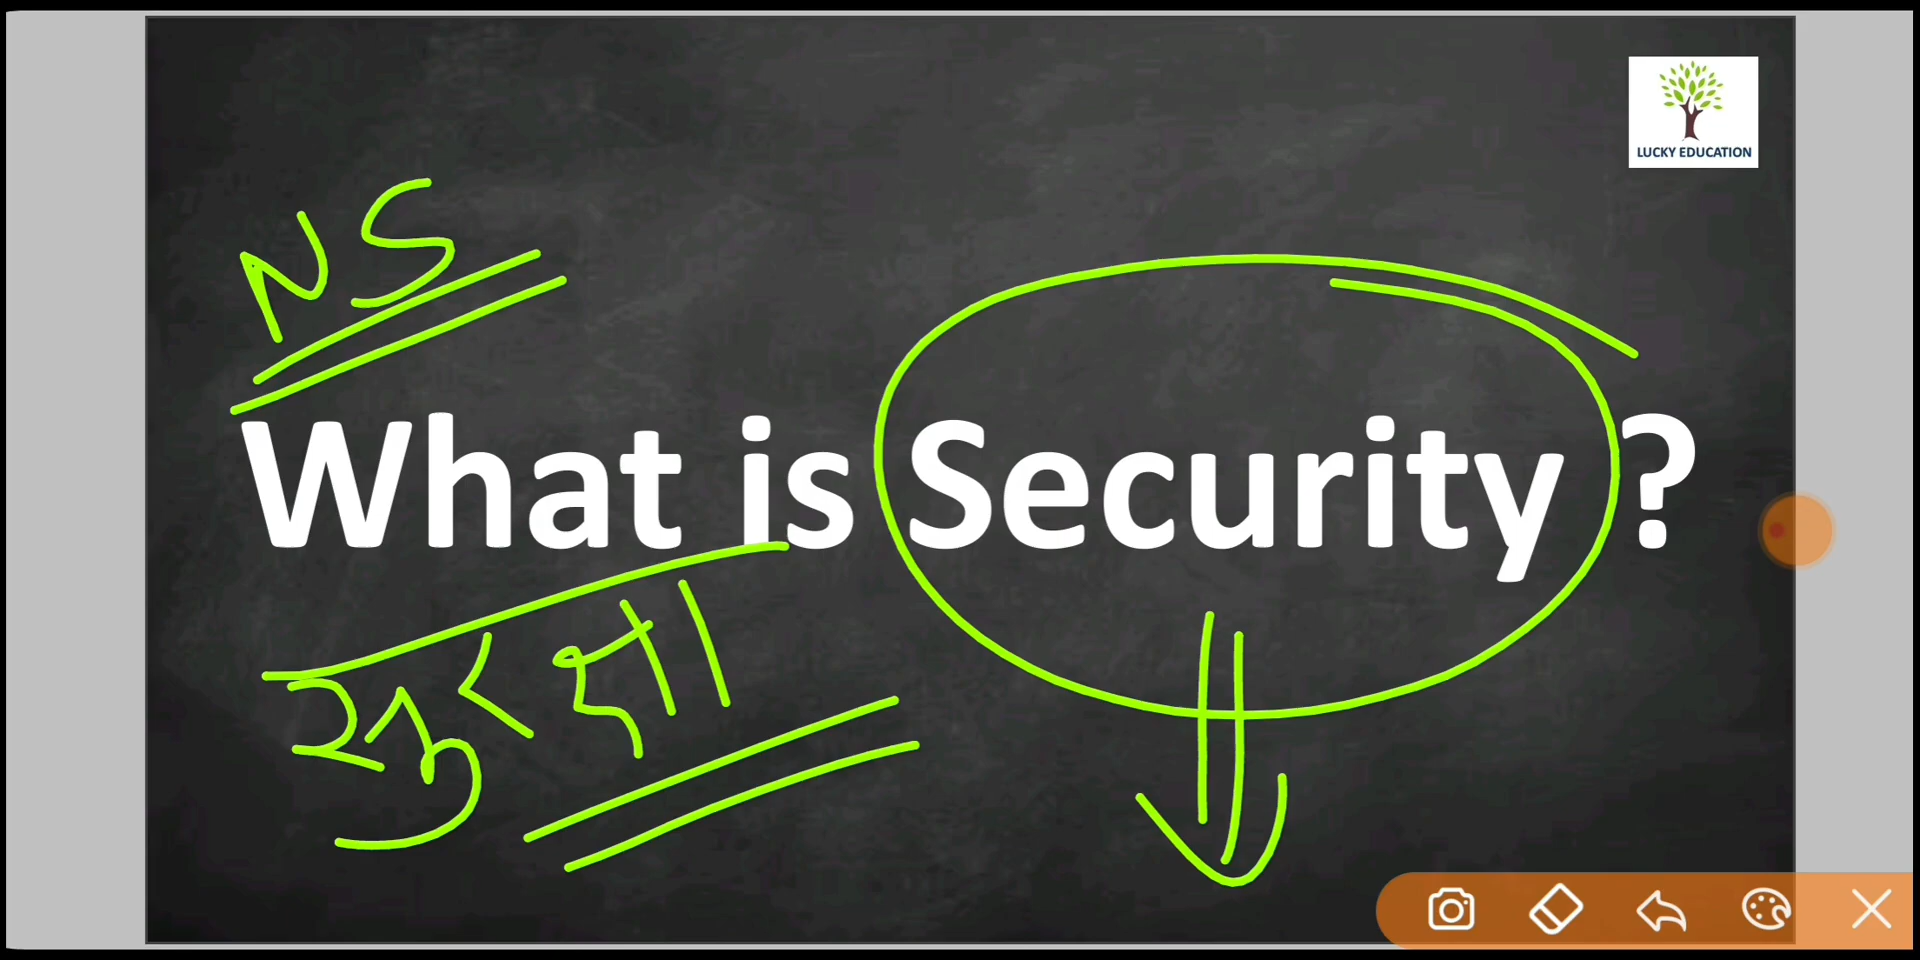 LUCKY EDUCATION
NS
What is Security ?
सुरक्षा